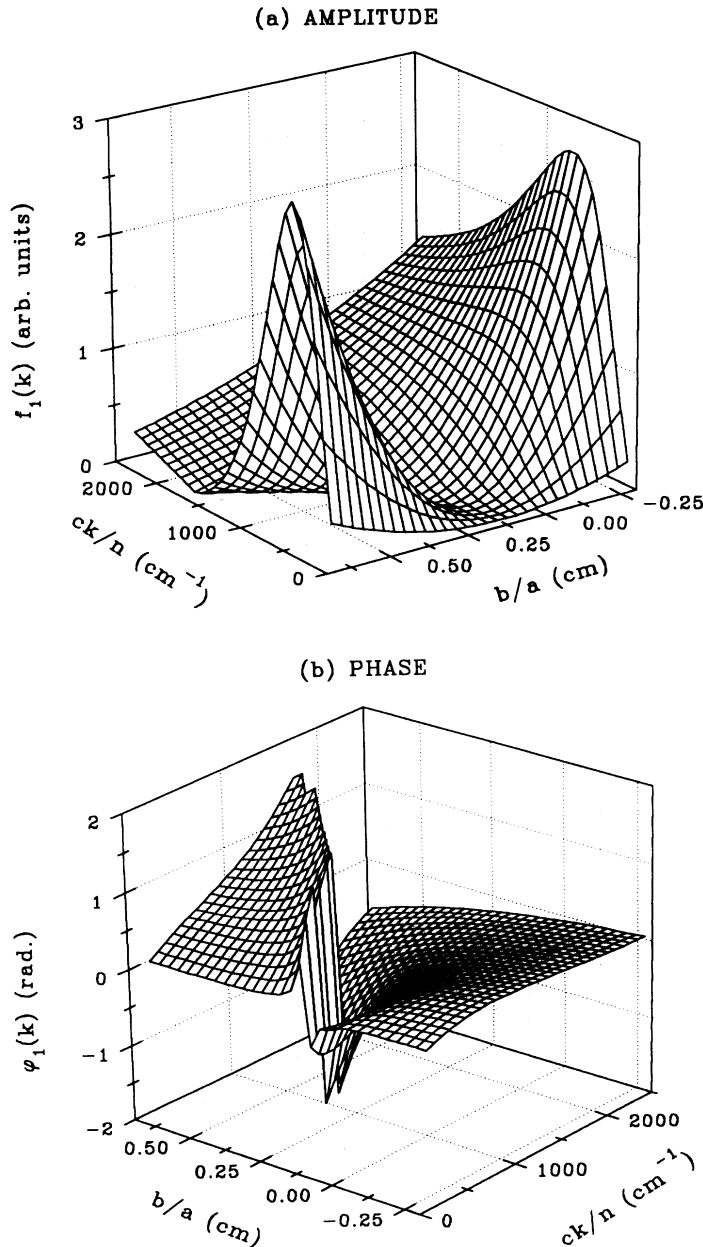 (a) AMPLITUDE
3
2
1
0
f₁(k) (arb. units)
2000
1000
0
ck/n (cm⁻¹)
0.50
0.25
0.00
−0.25
b/a (cm)
(b) PHASE
2
1
0
−1
−2
φ₁(k) (rad.)
0.50
0.25
0.00
−0.25
b/a (cm)
0
1000
2000
ck/n (cm⁻¹)